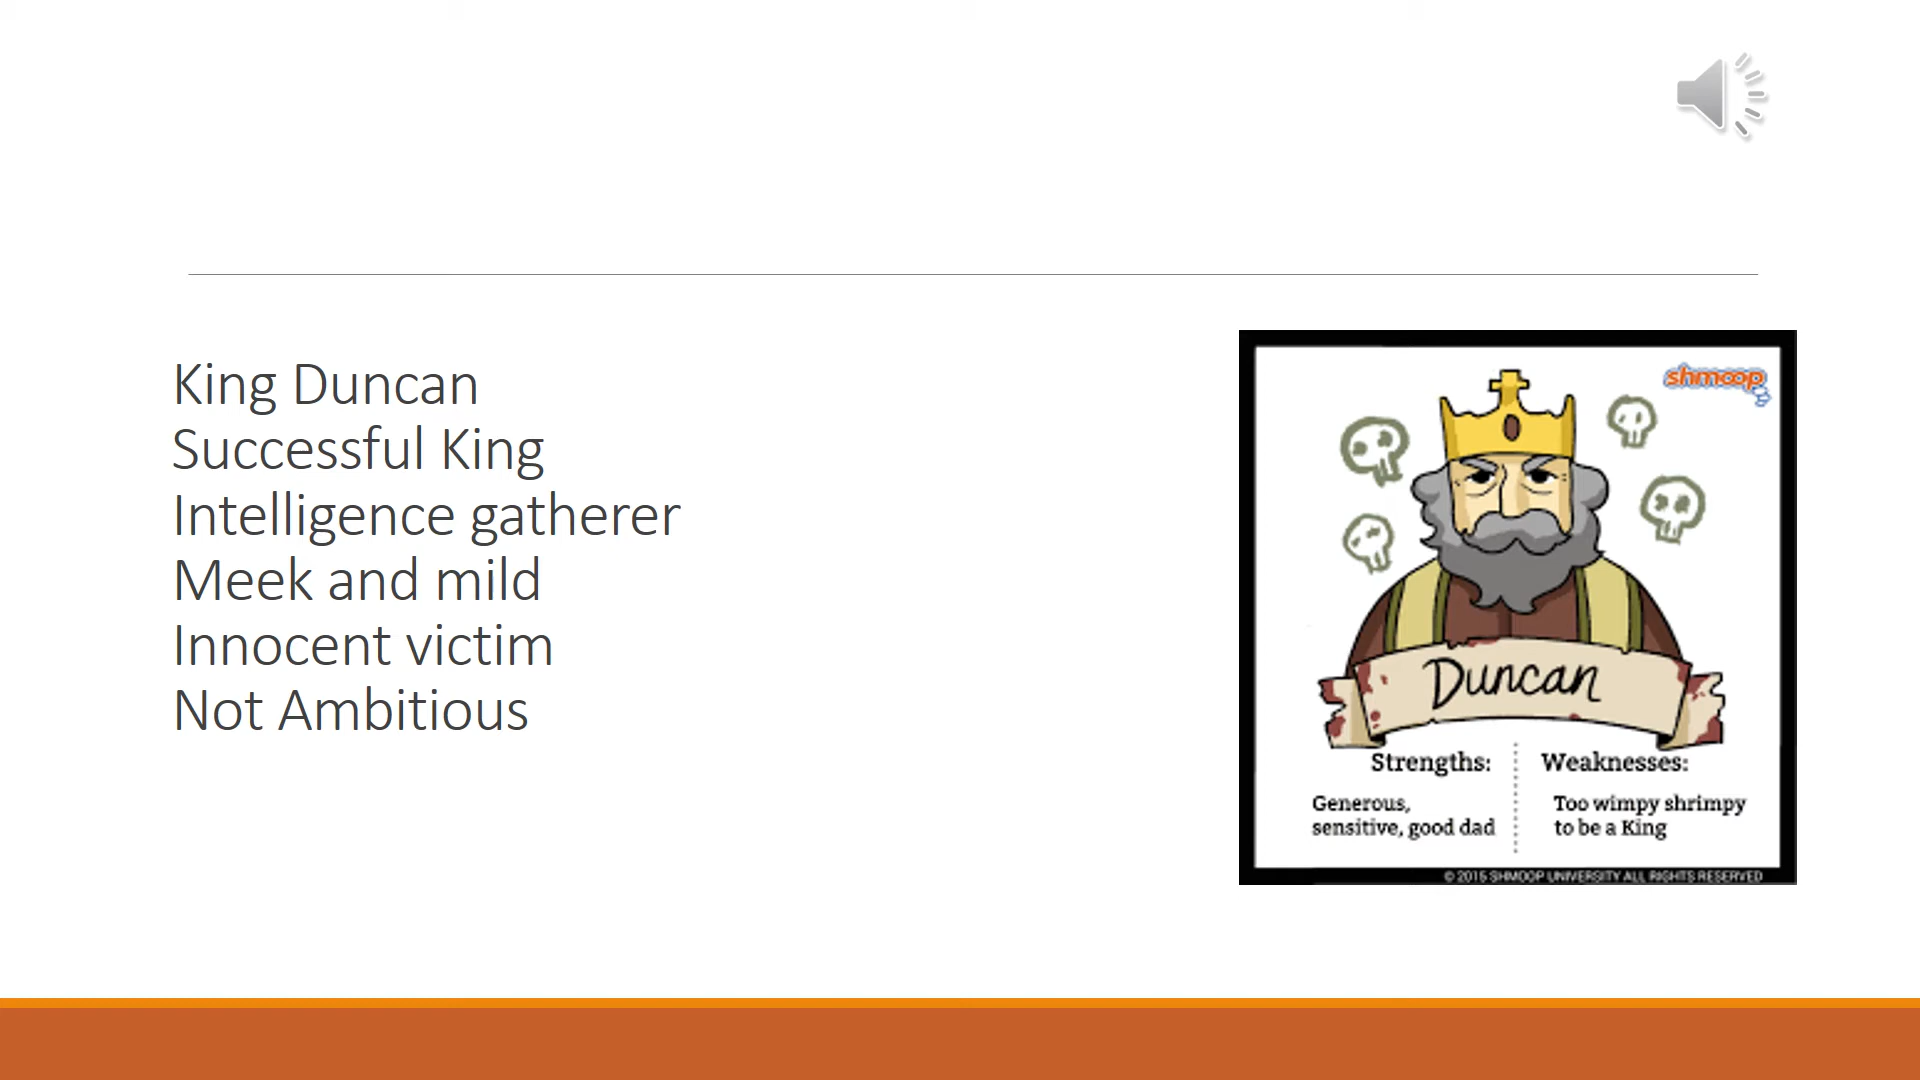 King Duncan
Successful King
Intelligence gatherer
Meek and mild
Innocent victim
Not Ambitious
shmoop
Duncan
Strengths:
Generous,
sensitive, good dad
Weaknesses:
Too wimpy shrimpy
to be a King
© 2015 SHMOOP UNIVERSITY ALL RIGHTS RESERVED